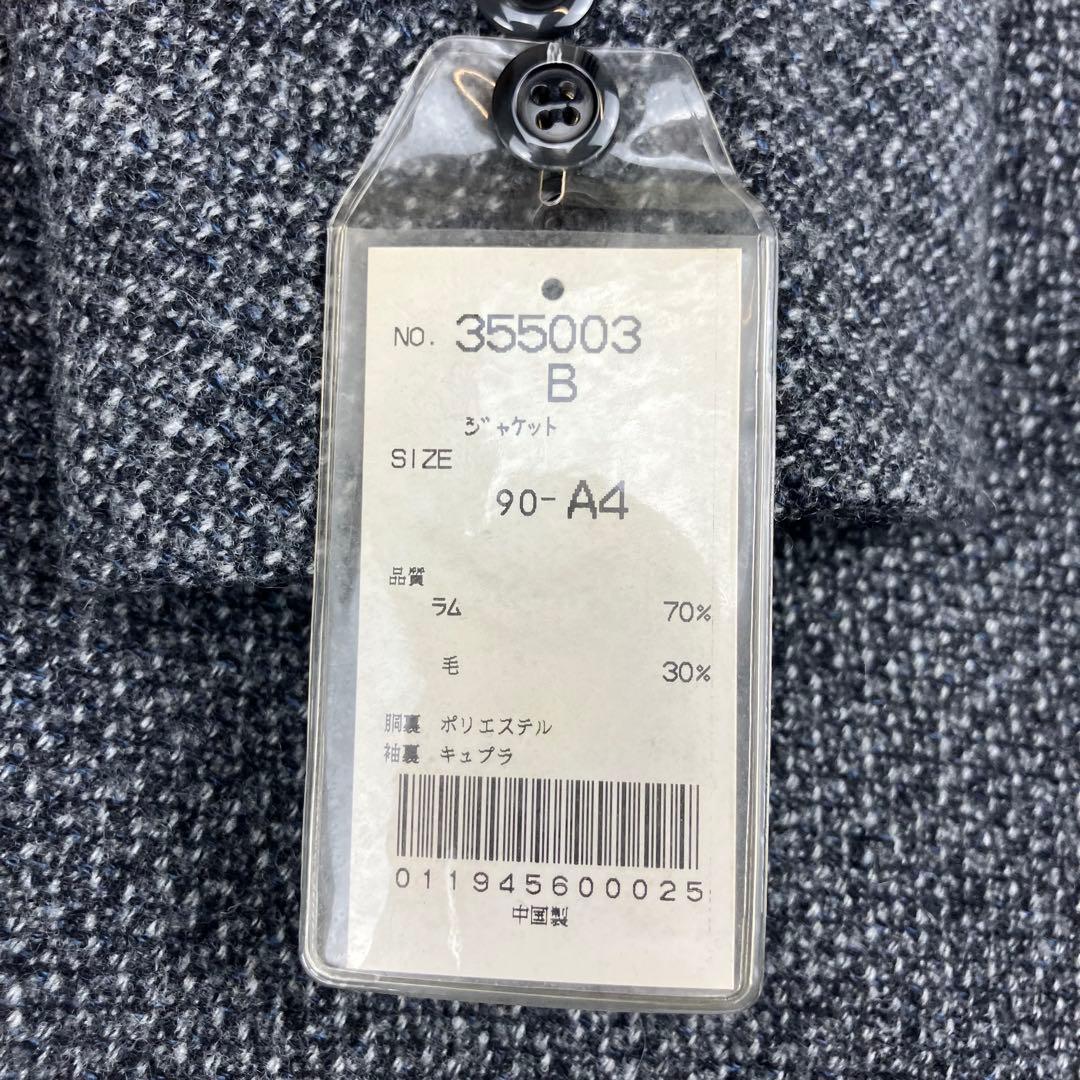 NO. 355003
B
ジャケット
SIZE
90-A4
品質
ラム 70%
毛 30%
胴裏 ポリエステル
袖裏 キュプラ
011945600025
中国製